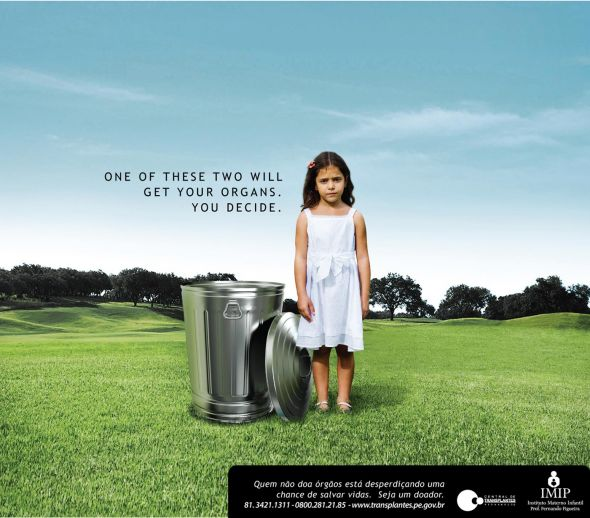 ONE OF THESE TWO WILL
GET YOUR ORGANS.
YOU DECIDE.
Quem não doa órgãos está desperdiçando uma
chance de salvar vidas. Seja um doador.
81.3421.1311 - 0800.281.21.85 - www.transplantes.pe.gov.br
CENTRAL DE
TRANSPLANTES
PERNAMBUCO
IMIP
Instituto Materno Infantil
Prof. Fernando Figueira